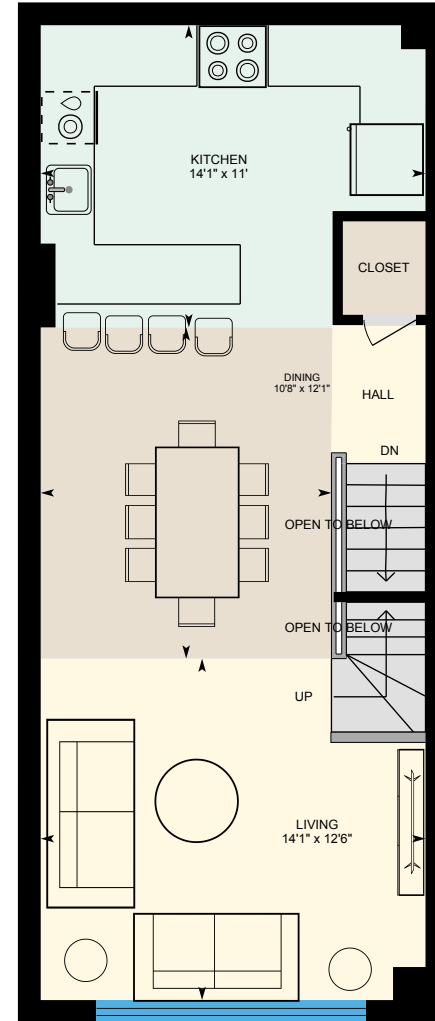 KITCHEN
14'1" x 11'
CLOSET
DINING
10'8" x 12'1"
HALL
DN
OPEN TO BELOW
OPEN TO BELOW
UP
LIVING
14'1" x 12'6"